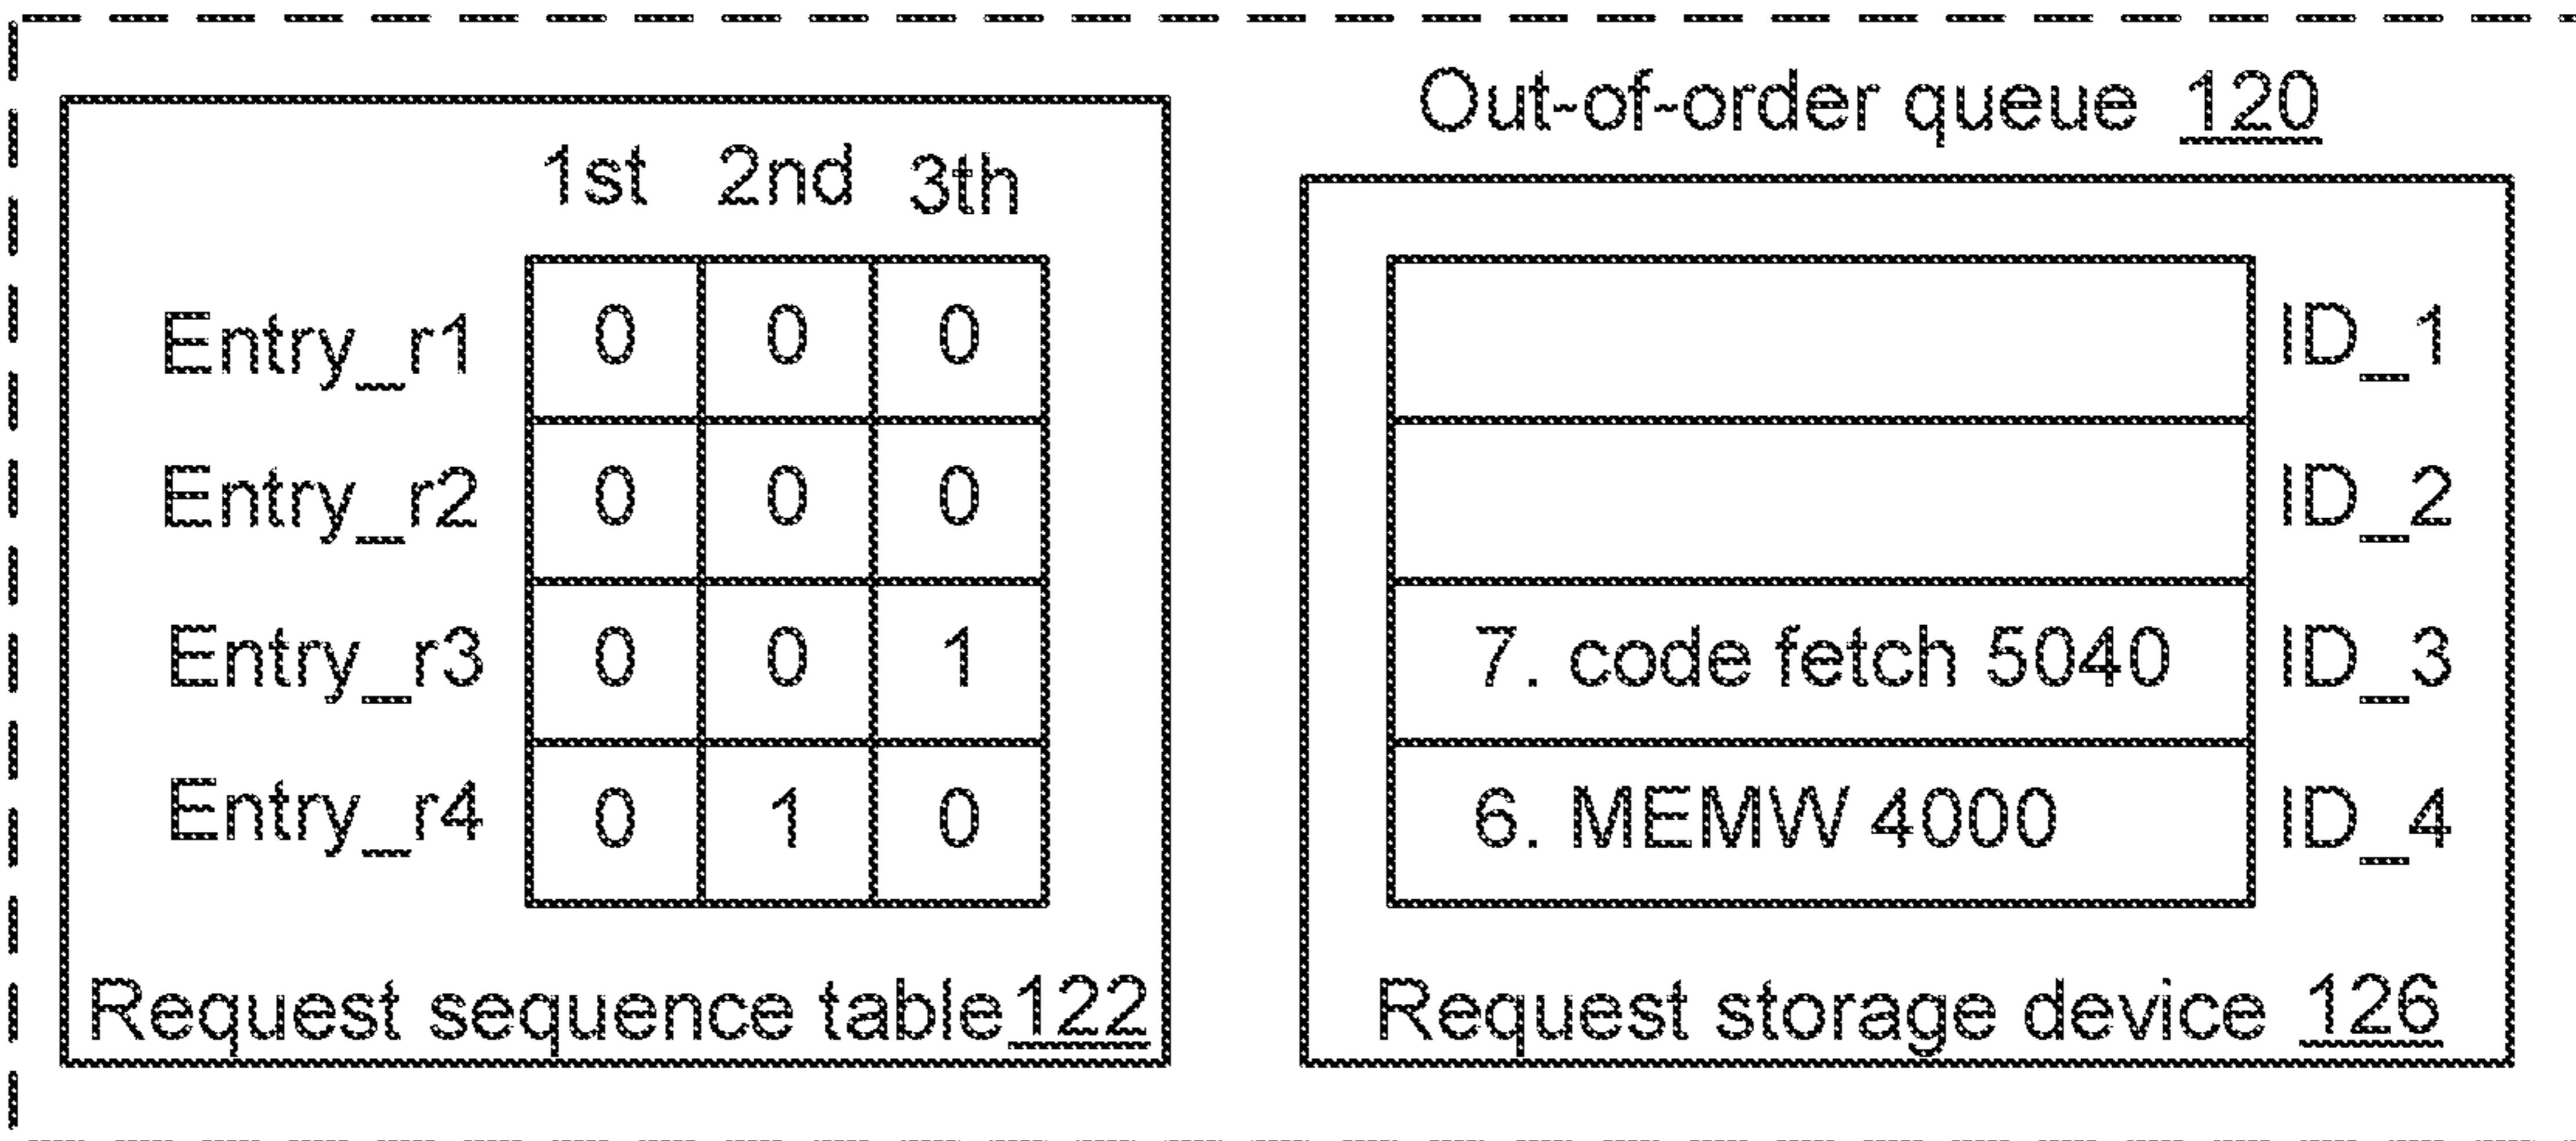 Out-of-order queue 120
1st 2nd 3th
Entry_r1 0 0 0
Entry_r2 0 0 0
Entry_r3 0 0 1
Entry_r4 0 1 0
Request sequence table 122
ID_1
ID_2
7. code fetch 5040 ID_3
6. MEMW 4000 ID_4
Request storage device 126